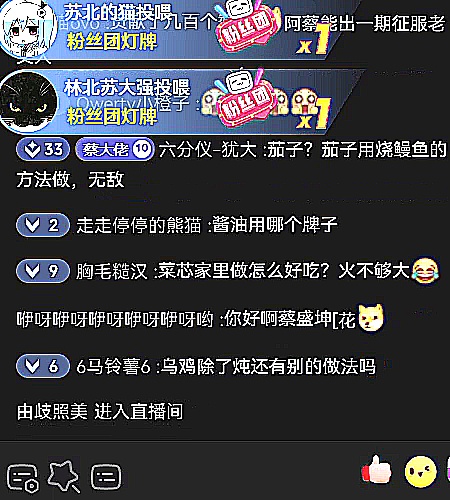 苏北的猫投喂
粉丝团灯牌
粉丝团
x1
几百个
阿蔡能出一期征服老
林北苏大强投喂
粉丝团灯牌
Qwerty小橙子:
粉丝团
x1
33 蔡大佬 10 六分仪-犹大 :茄子？茄子用烧鳗鱼的
方法做，无敌
2 走走停停的熊猫 :酱油用哪个牌子
9 胸毛糙汉 :菜芯家里做怎么好吃？火不够大
咿呀咿呀咿呀咿呀咿呀哟 :你好啊蔡盛坤[花
6 6马铃薯6 :乌鸡除了炖还有别的做法吗
由歧照美 进入直播间